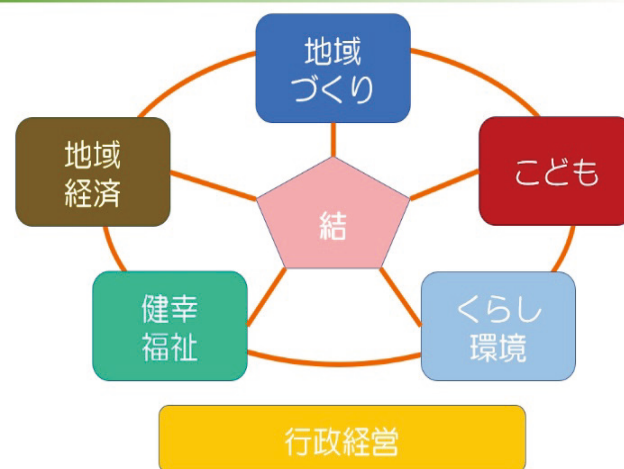 地域
づくり
地域
経済
こども
結
健幸
福祉
くらし
環境
行政経営